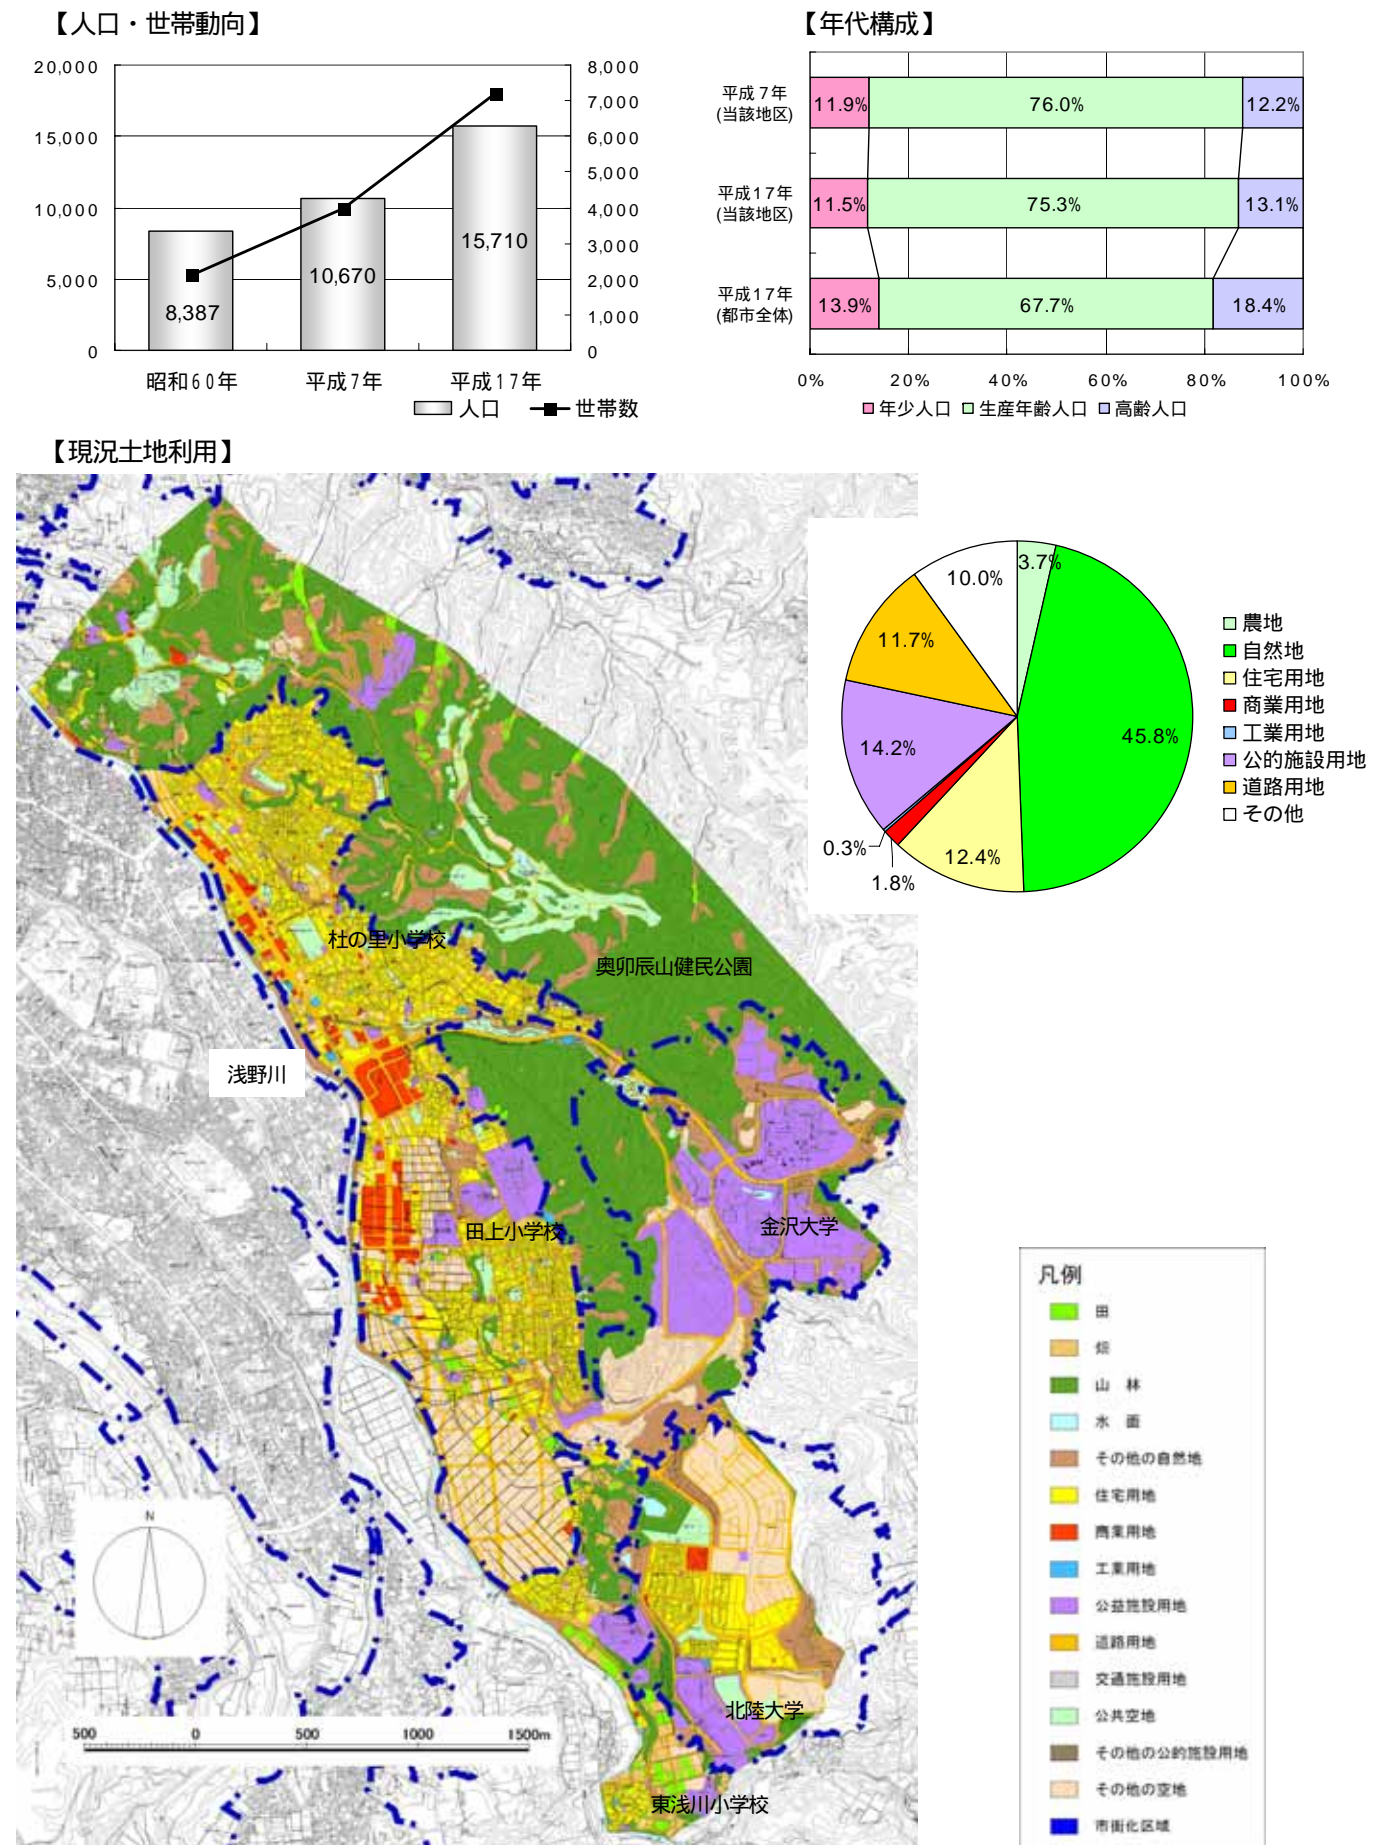 【人口・世帯動向】
20,000
15,000
10,000
5,000
0
8,000
7,000
6,000
5,000
4,000
3,000
2,000
1,000
0
8,387
10,670
15,710
昭和60年
平成7年
平成17年
人口
世帯数
【年代構成】
平成7年
(当該地区)
11.9%
76.0%
12.2%
平成17年
(当該地区)
11.5%
75.3%
13.1%
平成17年
(都市全体)
13.9%
67.7%
18.4%
0%
20%
40%
60%
80%
100%
年少人口
生産年齢人口
高齢人口
【現況土地利用】
3.7%
45.8%
12.4%
1.8%
0.3%
14.2%
11.7%
10.0%
農地
自然地
住宅用地
商業用地
工業用地
公的施設用地
道路用地
その他
杜の里小学校
奥卯辰山健民公園
浅野川
田上小学校
金沢大学
北陸大学
東浅川小学校
N
500
0
500
1000
1500m
凡例
田
畑
山 林
水 面
その他の自然地
住宅用地
商業用地
工業用地
公益施設用地
道路用地
交通施設用地
公共空地
その他の公的施設用地
その他の空地
市街化区域